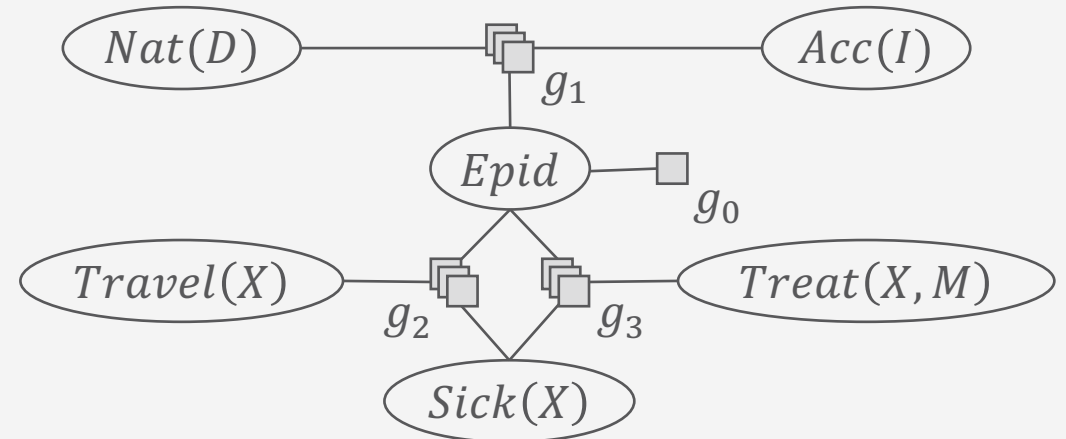 Nat(D)
Acc(I)
g₁
Epid
g₀
Travel(X)
Treat(X, M)
g₂
g₃
Sick(X)